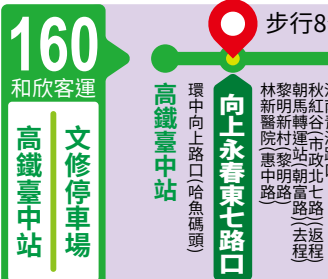 160
和欣客運
高鐵臺中站
文修停車場
步行8
高鐵臺中站
環中向上路口(哈魚碼頭)
向上永春東七路口
林新醫院(惠中路)
黎明新村(黎明路)
朝馬轉運站(朝富路)(去程)
秋紅谷(市政北七路)(返程)